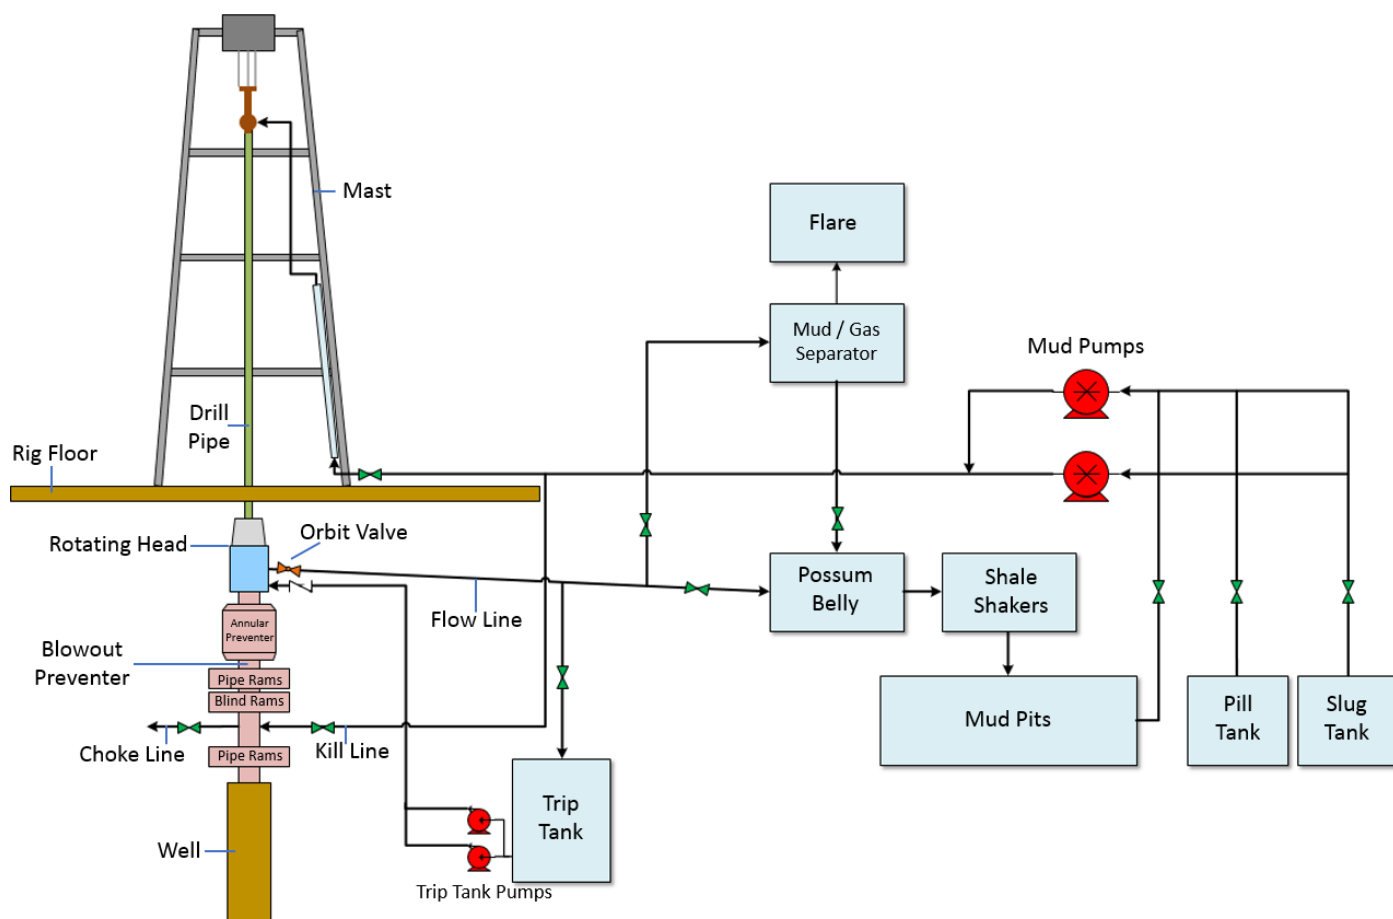 Mast
Flare
Mud / Gas
Separator
Mud Pumps
Drill
Pipe
Rig Floor
Orbit Valve
Rotating Head
Possum
Belly
Shale
Shakers
Flow Line
Annular
Preventer
Blowout
Preventer
Pipe Rams
Blind Rams
Mud Pits
Pill
Tank
Slug
Tank
Choke Line
Kill Line
Pipe Rams
Trip
Tank
Well
Trip Tank Pumps